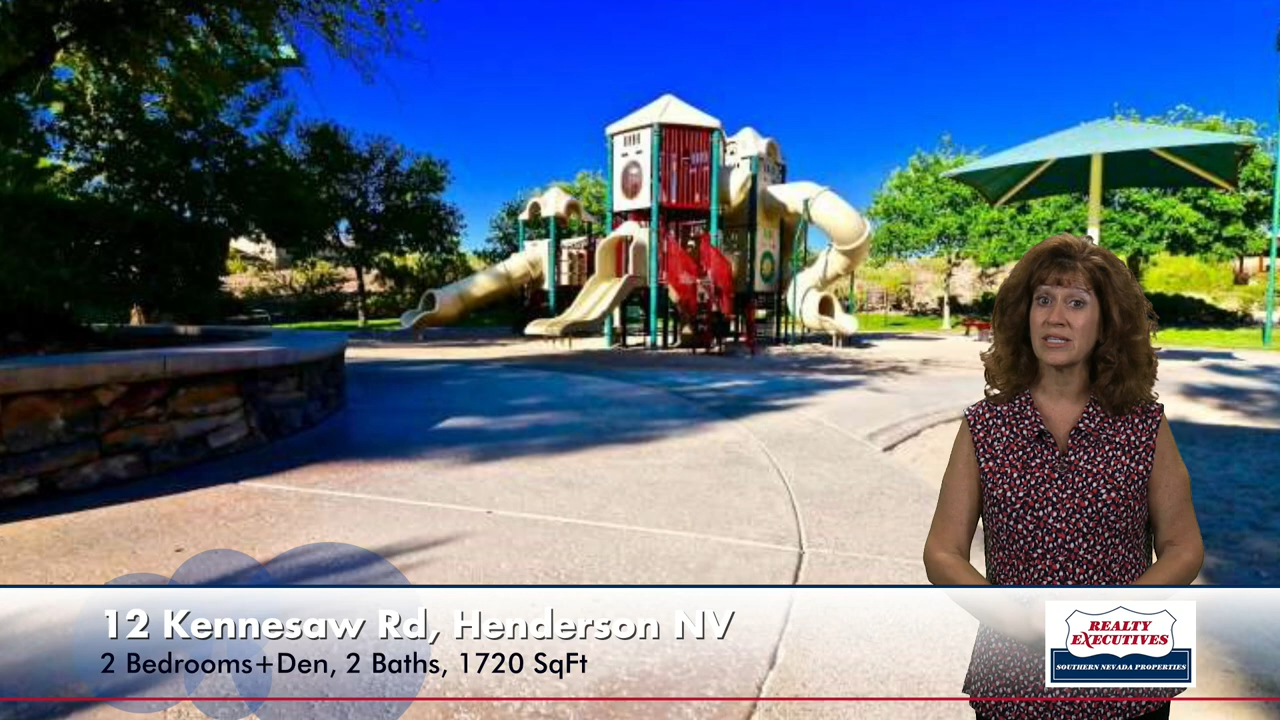 12 Kennesaw Rd, Henderson NV
2 Bedrooms+Den, 2 Baths, 1720 SqFt
REALTY
EXECUTIVES
SOUTHERN NEVADA PROPERTIES